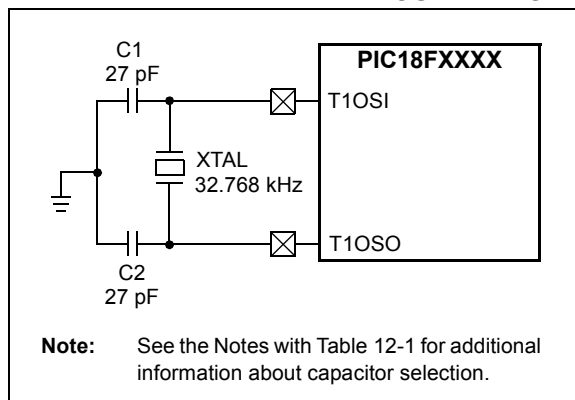 C1
27 pF
PIC18FXXXX
T1OSI
XTAL
32.768 kHz
T1OSO
C2
27 pF
Note: See the Notes with Table 12-1 for additional
information about capacitor selection.